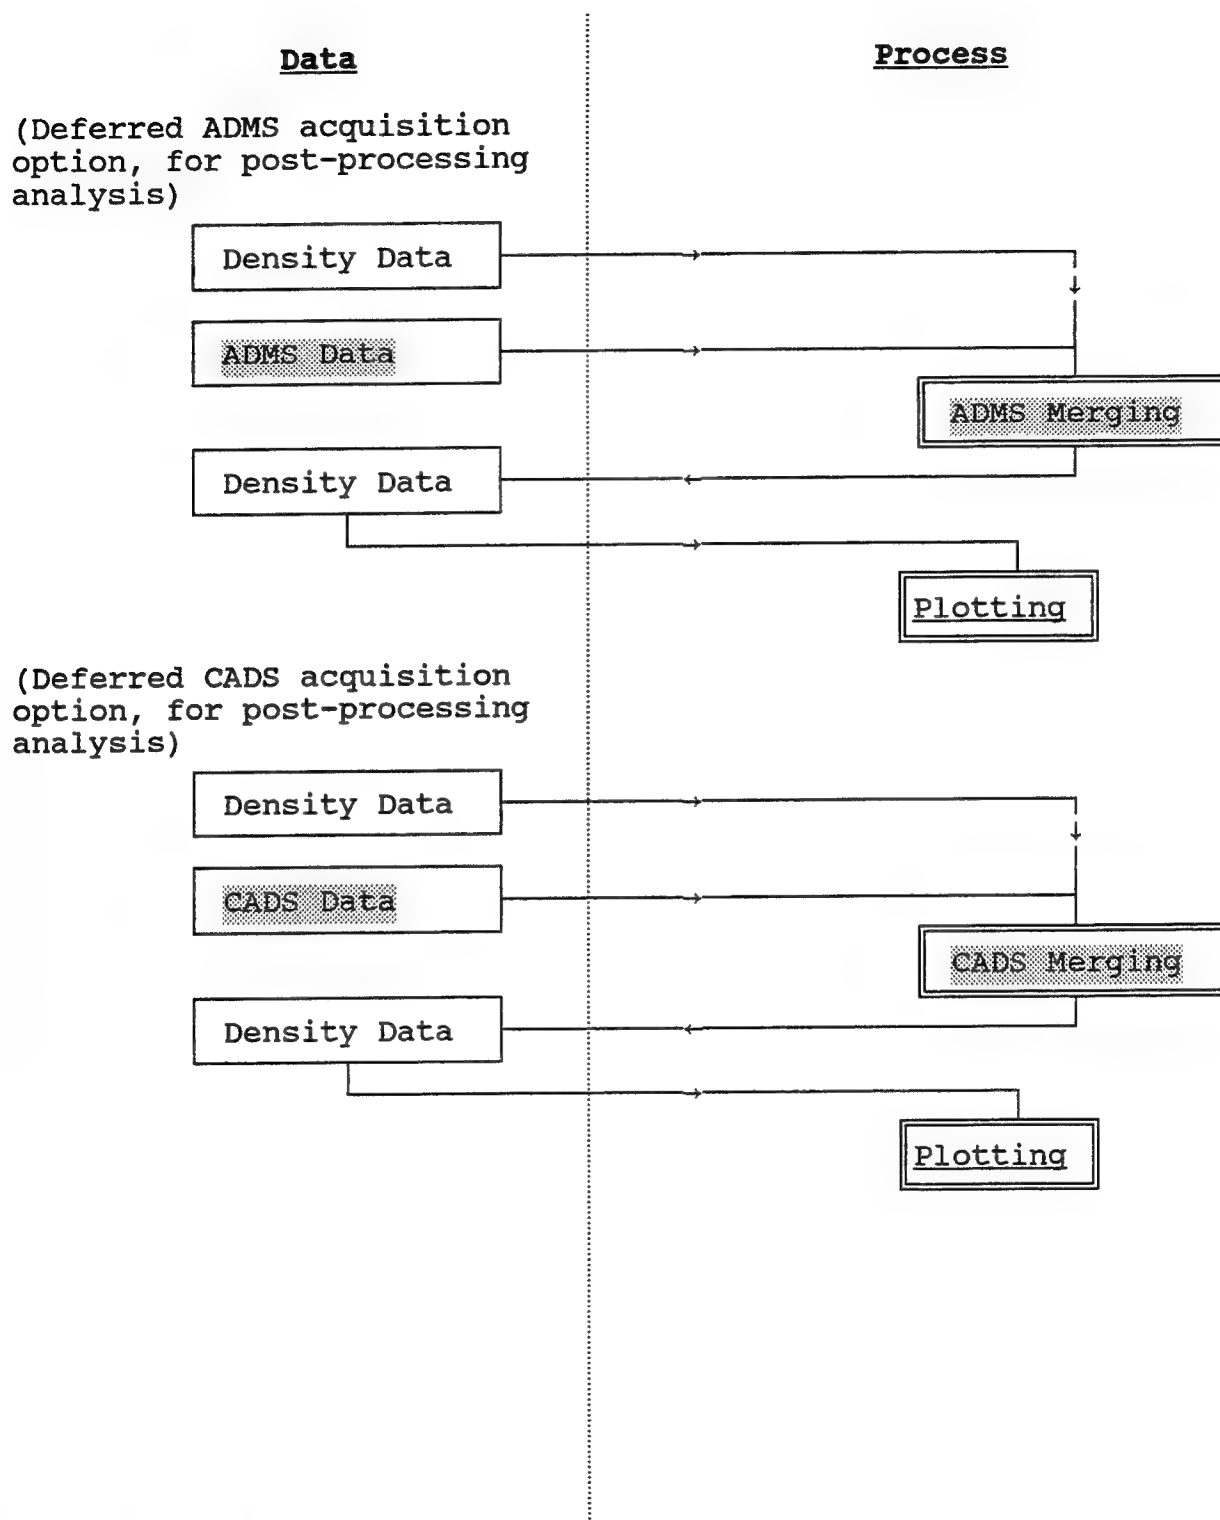 Data
Process
(Deferred ADMS acquisition
option, for post-processing
analysis)
Density Data
ADMS Data
ADMS Merging
Density Data
Plotting
(Deferred CADS acquisition
option, for post-processing
analysis)
Density Data
CADS Data
CADS Merging
Density Data
Plotting